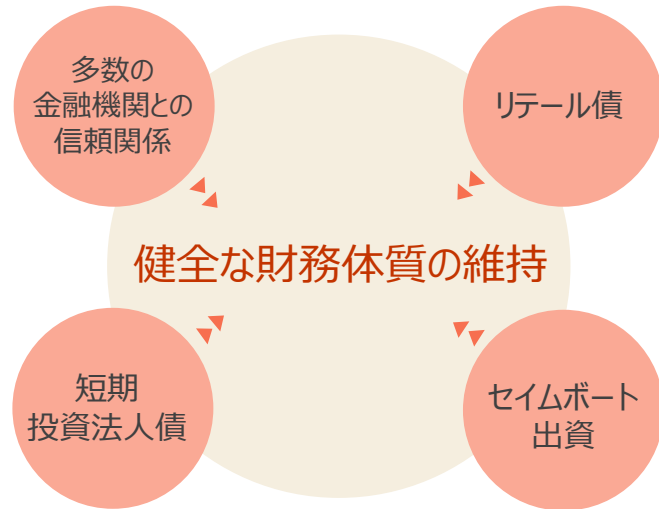 多数の
金融機関との
信頼関係
リテール債
健全な財務体質の維持
短期
投資法人債
セイムボート
出資